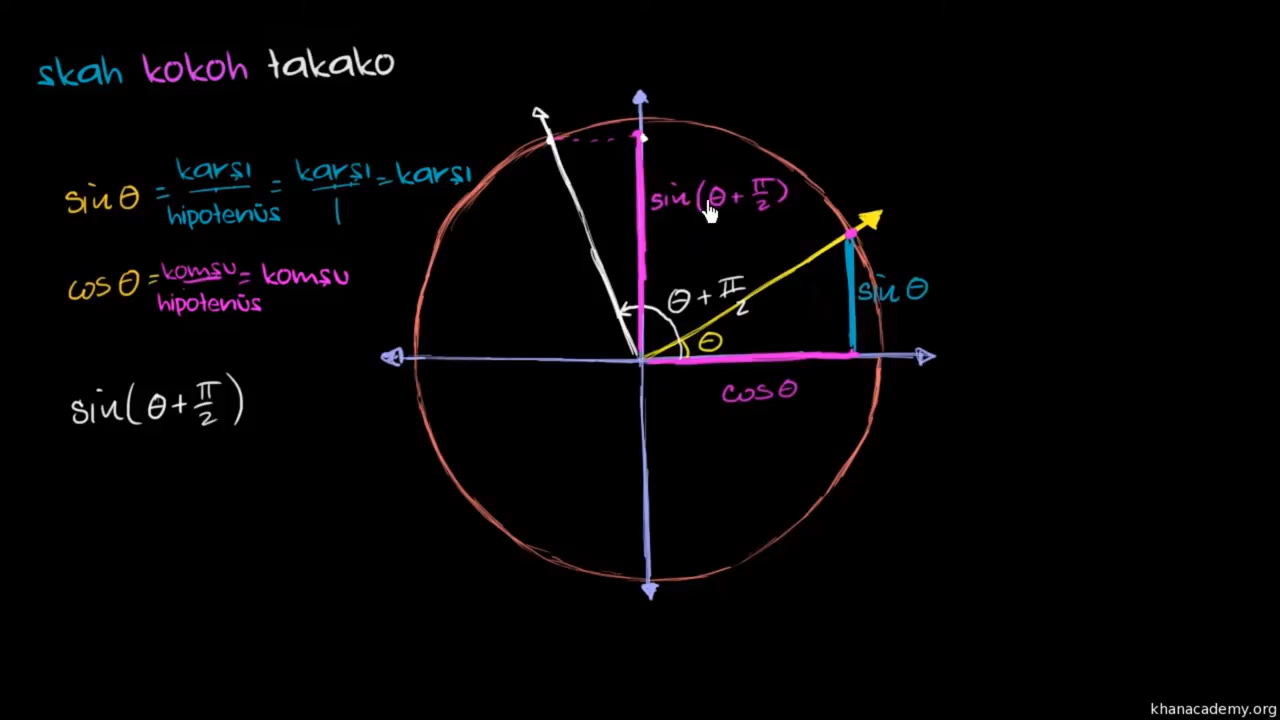 skah kokoh takako
sin θ = karşı/hipotenüs = karşı/1 = karşı
cos θ = komşu/hipotenüs = komşu
sin(θ + π/2)
sin(θ + π/2)
θ + π/2
θ
sin θ
cos θ
khanacademy.org